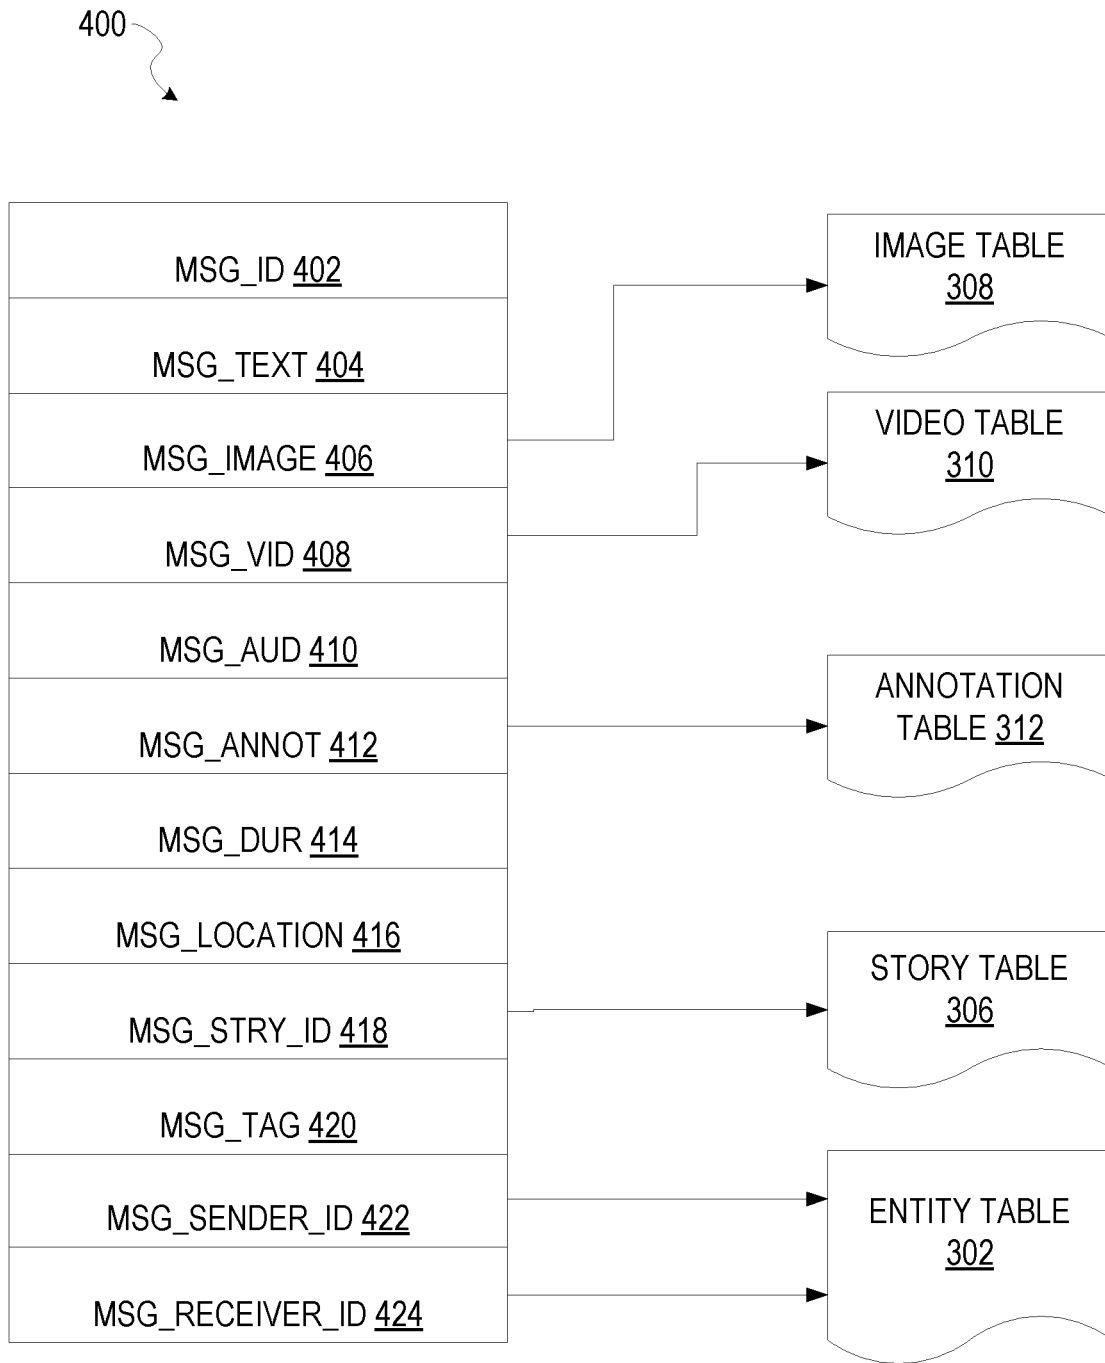 400
MSG_ID 402
MSG_TEXT 404
MSG_IMAGE 406
MSG_VID 408
MSG_AUD 410
MSG_ANNOT 412
MSG_DUR 414
MSG_LOCATION 416
MSG_STRY_ID 418
MSG_TAG 420
MSG_SENDER_ID 422
MSG_RECEIVER_ID 424
IMAGE TABLE
308
VIDEO TABLE
310
ANNOTATION
TABLE 312
STORY TABLE
306
ENTITY TABLE
302